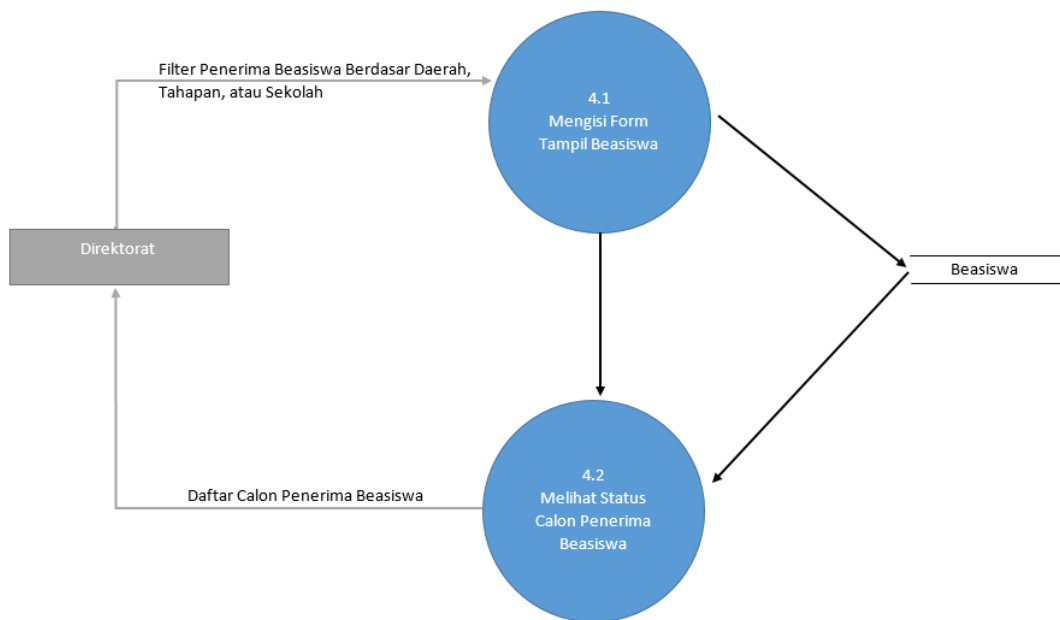 Filter Penerima Beasiswa Berdasar Daerah,
Tahapan, atau Sekolah
4.1
Mengisi Form
Tampil Beasiswa
Direktorat
Beasiswa
4.2
Melihat Status
Calon Penerima
Beasiswa
Daftar Calon Penerima Beasiswa